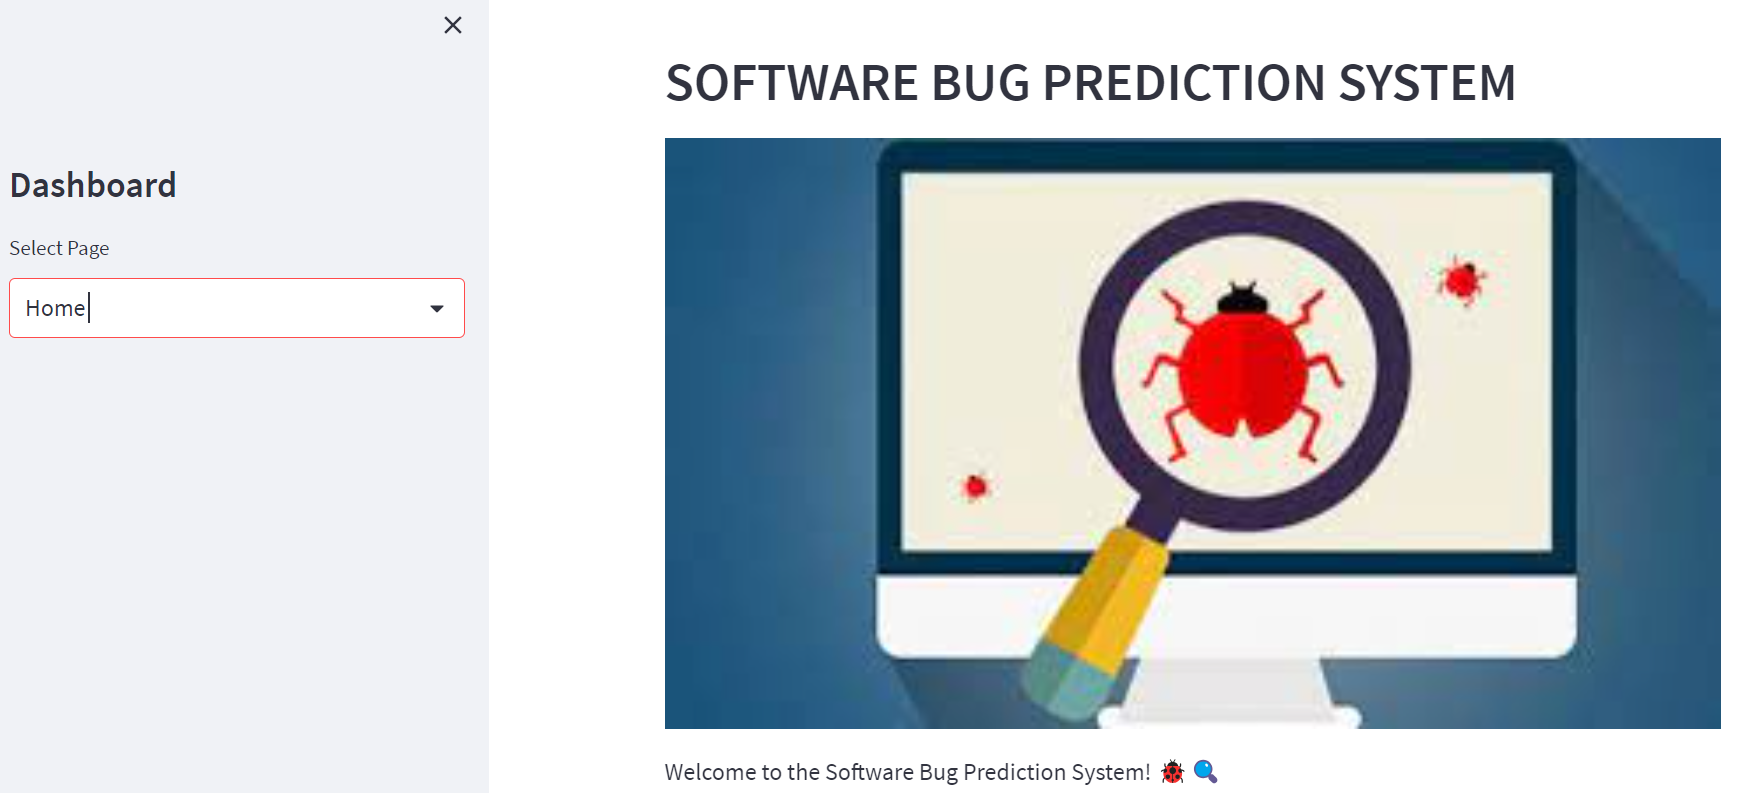 Dashboard
Select Page
Home
SOFTWARE BUG PREDICTION SYSTEM
Welcome to the Software Bug Prediction System! 🐞 🔍